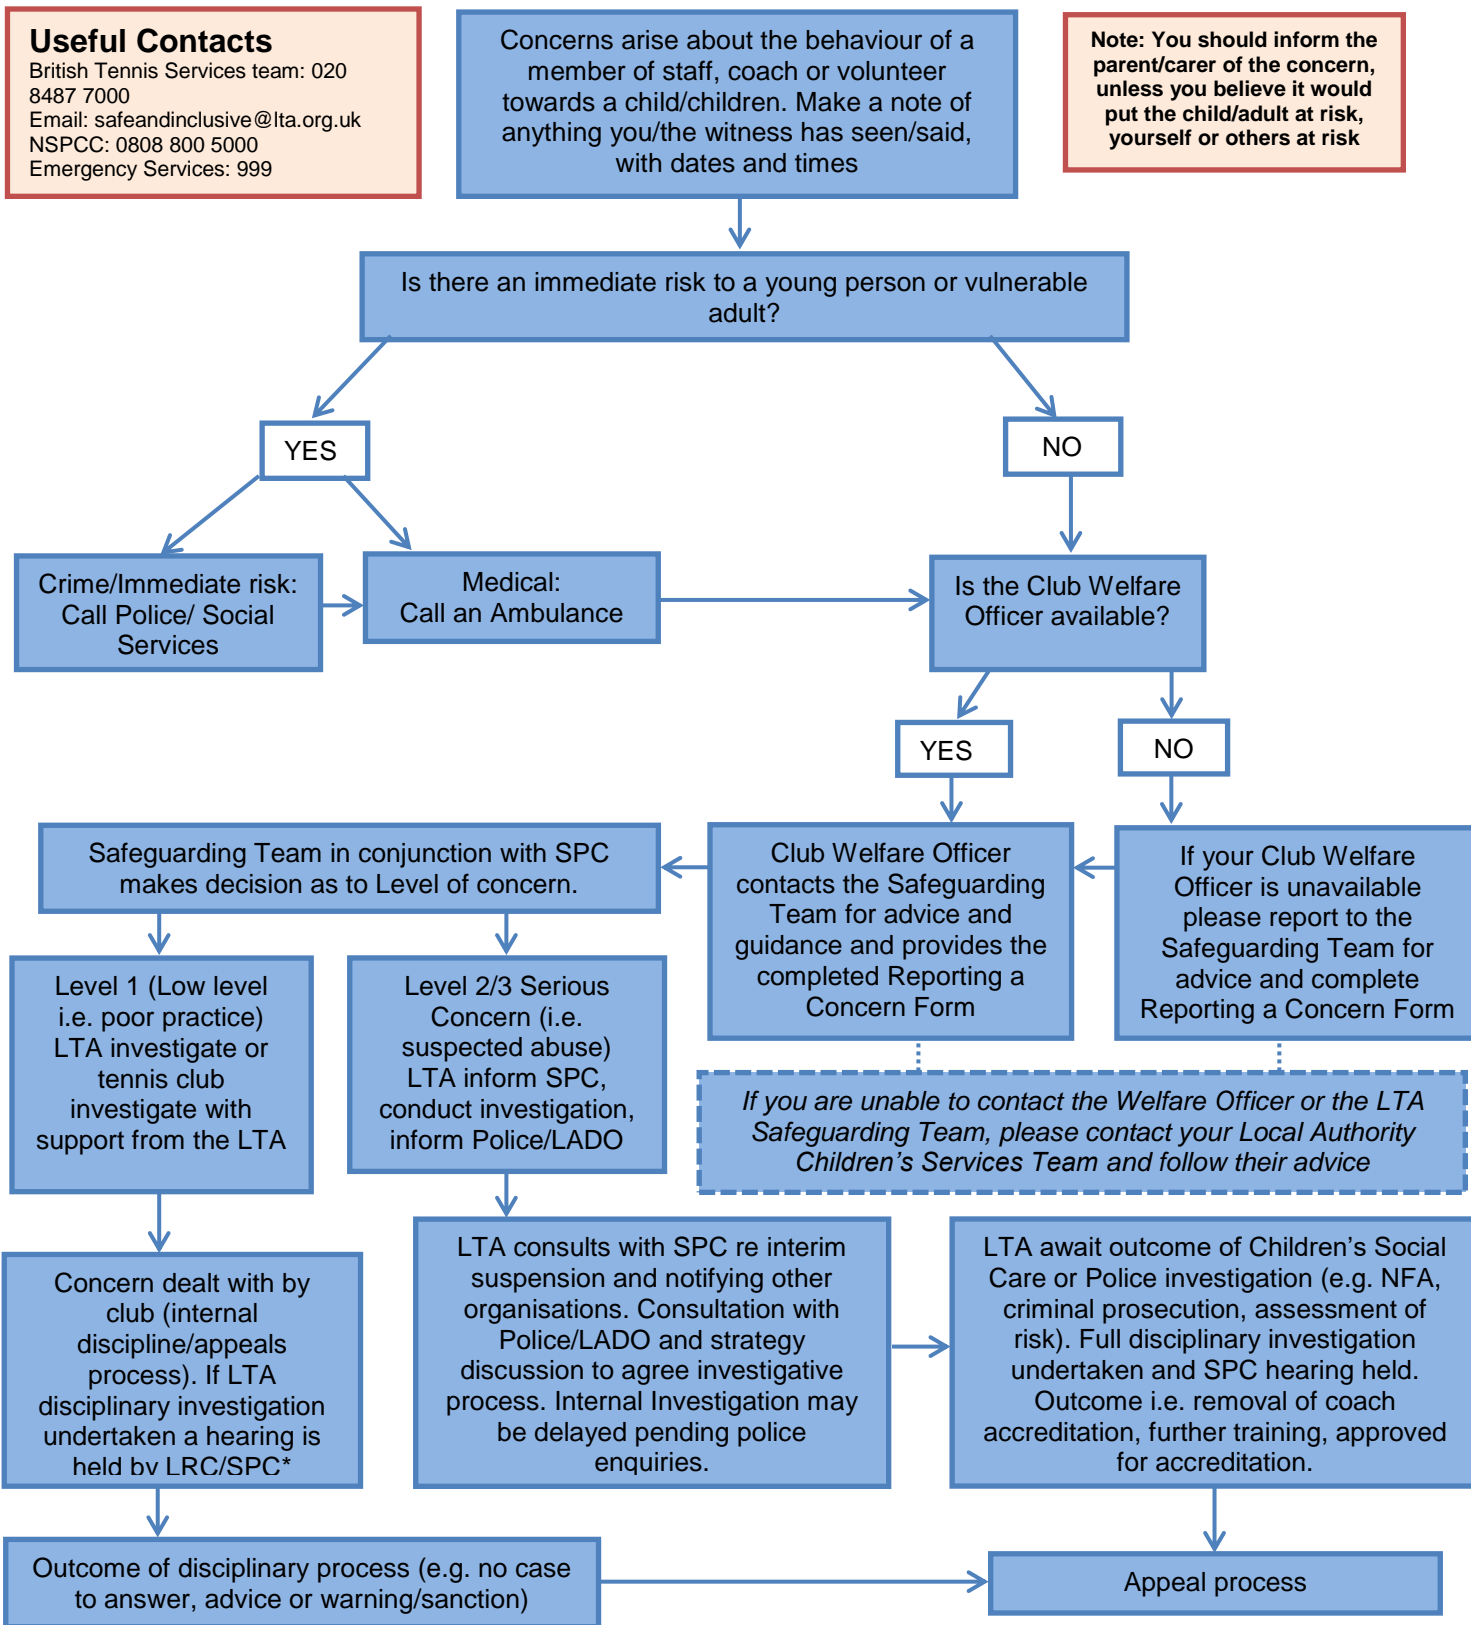 Useful Contacts
British Tennis Services team: 020
8487 7000
Email: safeandinclusive@lta.org.uk
NSPCC: 0808 800 5000
Emergency Services: 999
Concerns arise about the behaviour of a
member of staff, coach or volunteer
towards a child/children. Make a note of
anything you/the witness has seen/said,
with dates and times
Note: You should inform the
parent/carer of the concern,
unless you believe it would
put the child/adult at risk,
yourself or others at risk
Is there an immediate risk to a young person or vulnerable
adult?
YES
NO
Crime/Immediate risk:
Call Police/ Social
Services
Medical:
Call an Ambulance
Is the Club Welfare
Officer available?
YES
NO
Safeguarding Team in conjunction with SPC
makes decision as to Level of concern.
Club Welfare Officer
contacts the Safeguarding
Team for advice and
guidance and provides the
completed Reporting a
Concern Form
If your Club Welfare
Officer is unavailable
please report to the
Safeguarding Team for
advice and complete
Reporting a Concern Form
Level 1 (Low level
i.e. poor practice)
LTA investigate or
tennis club
investigate with
support from the LTA
Level 2/3 Serious
Concern (i.e.
suspected abuse)
LTA inform SPC,
conduct investigation,
inform Police/LADO
If you are unable to contact the Welfare Officer or the LTA
Safeguarding Team, please contact your Local Authority
Children's Services Team and follow their advice
Concern dealt with by
club (internal
discipline/appeals
process). If LTA
disciplinary investigation
undertaken a hearing is
held by LRC/SPC*
LTA consults with SPC re interim
suspension and notifying other
organisations. Consultation with
Police/LADO and strategy
discussion to agree investigative
process. Internal Investigation may
be delayed pending police
enquiries.
LTA await outcome of Children's Social
Care or Police investigation (e.g. NFA,
criminal prosecution, assessment of
risk). Full disciplinary investigation
undertaken and SPC hearing held.
Outcome i.e. removal of coach
accreditation, further training, approved
for accreditation.
Outcome of disciplinary process (e.g. no case
to answer, advice or warning/sanction)
Appeal process